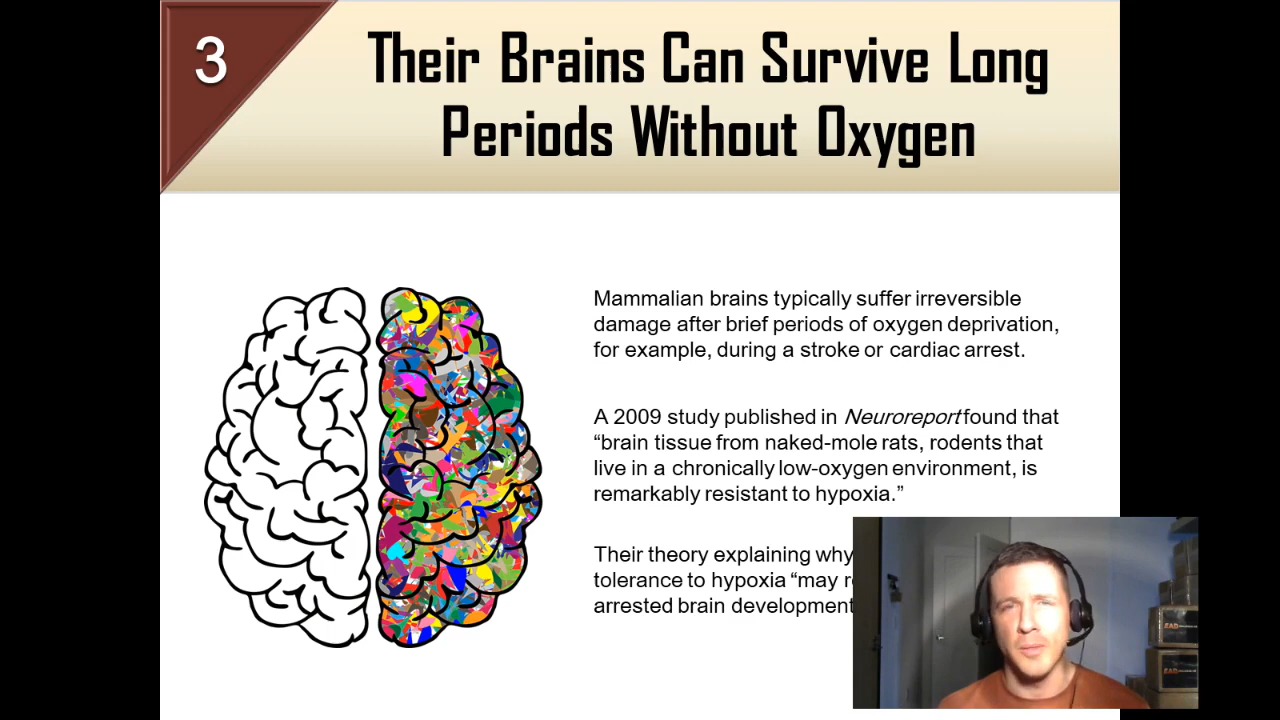 3
Their Brains Can Survive Long
Periods Without Oxygen
Mammalian brains typically suffer irreversible
damage after brief periods of oxygen deprivation,
for example, during a stroke or cardiac arrest.
A 2009 study published in Neuroreport found that
“brain tissue from naked-mole rats, rodents that
live in a chronically low-oxygen environment, is
remarkably resistant to hypoxia.”
Their theory explaining why
tolerance to hypoxia “may
arrested brain development
EAD
EAD